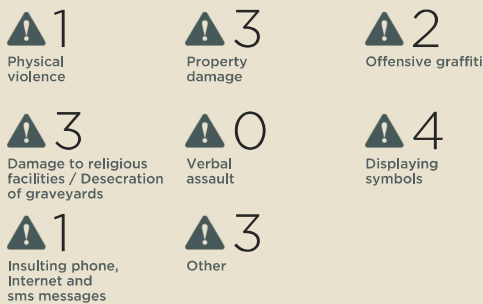 1
Physical
violence
3
Property
damage
2
Offensive graffiti
3
Damage to religious
facilities / Desecration
of graveyards
0
Verbal
assault
4
Displaying
symbols
1
Insulting phone,
Internet and
sms messages
3
Other